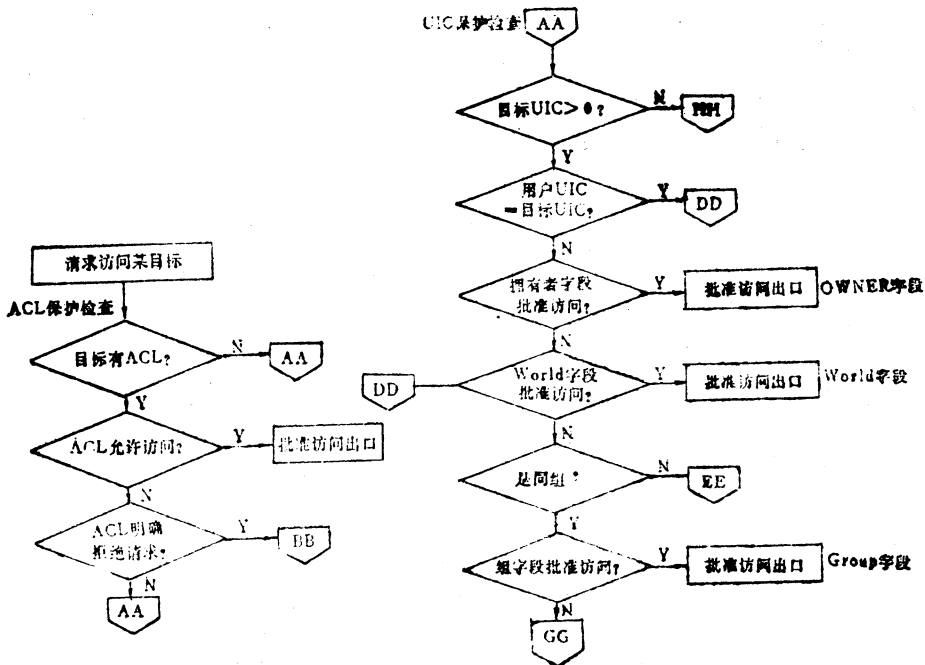 请求访问某目标
ACL保护检查
目标有ACL?
N
AA
Y
ACL允许访问?
Y
批准访问出口
N
ACL明确
拒绝请求?
Y
BB
N
AA
UIC保护检查
AA
目标UIC>0?
N
HH
Y
用户UIC
=目标UIC?
Y
DD
N
拥有者字段
批准访问?
Y
批准访问出口
OWNER字段
N
DD
World字段
批准访问?
Y
批准访问出口
World字段
N
是同组?
N
EE
Y
组字段批准访问?
Y
批准访问出口
Group字段
N
GG